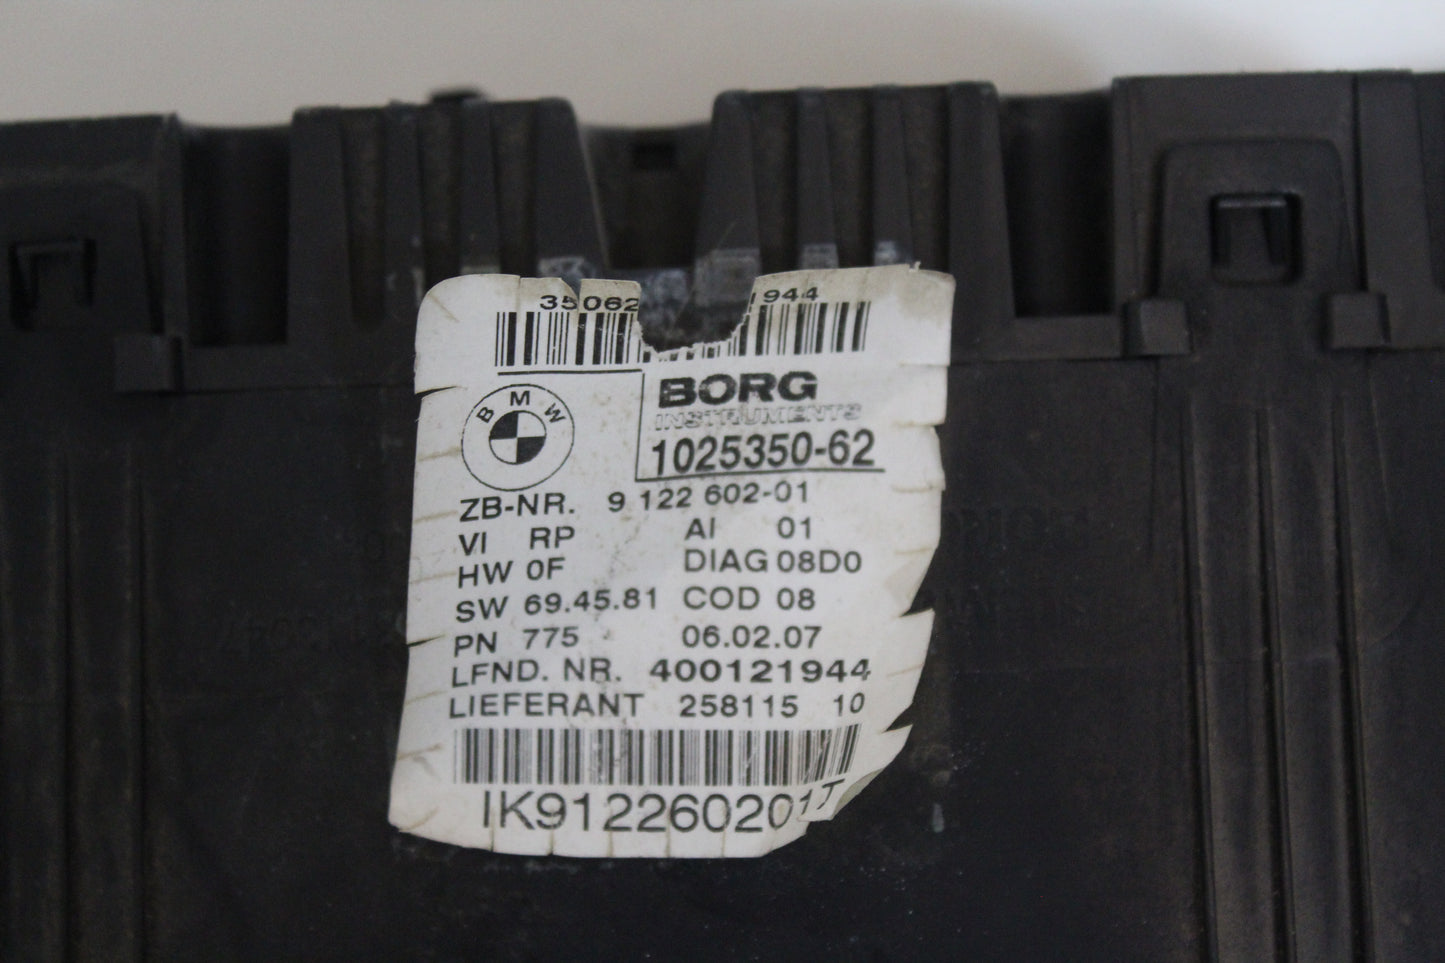 35062 1944
BMW
BORG
INSTRUMENTS
1025350-62
ZB-NR. 9 122 602-01
VI RP AI 01
HW 0F DIAG 08D0
SW 69.45.81 COD 08
PN 775 06.02.07
LFND. NR. 400121944
LIEFERANT 258115 10
IK912260201J